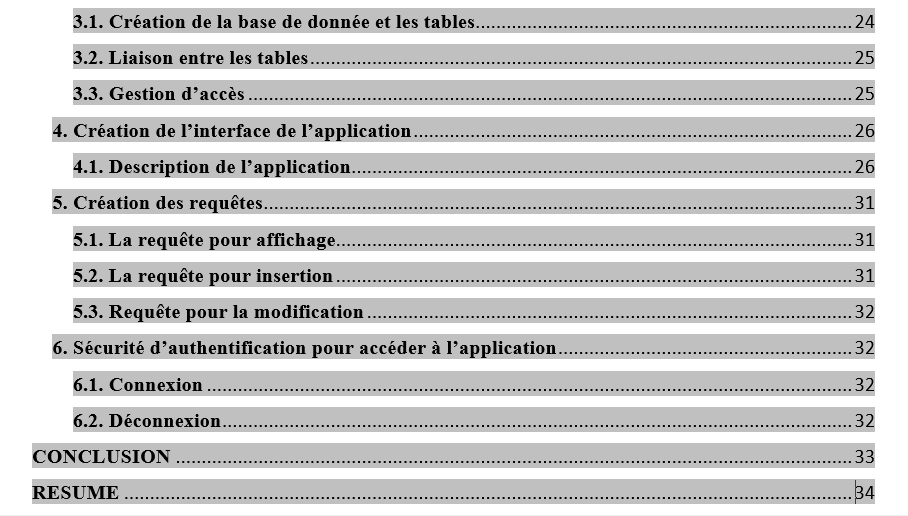 3.1. Création de la base de donnée et les tables 24
3.2. Liaison entre les tables 25
3.3. Gestion d’accès 25
4. Création de l’interface de l’application 26
4.1. Description de l’application 26
5. Création des requêtes 31
5.1. La requête pour affichage 31
5.2. La requête pour insertion 31
5.3. Requête pour la modification 32
6. Sécurité d’authentification pour accéder à l’application 32
6.1. Connexion 32
6.2. Déconnexion 32
CONCLUSION 33
RESUME 34